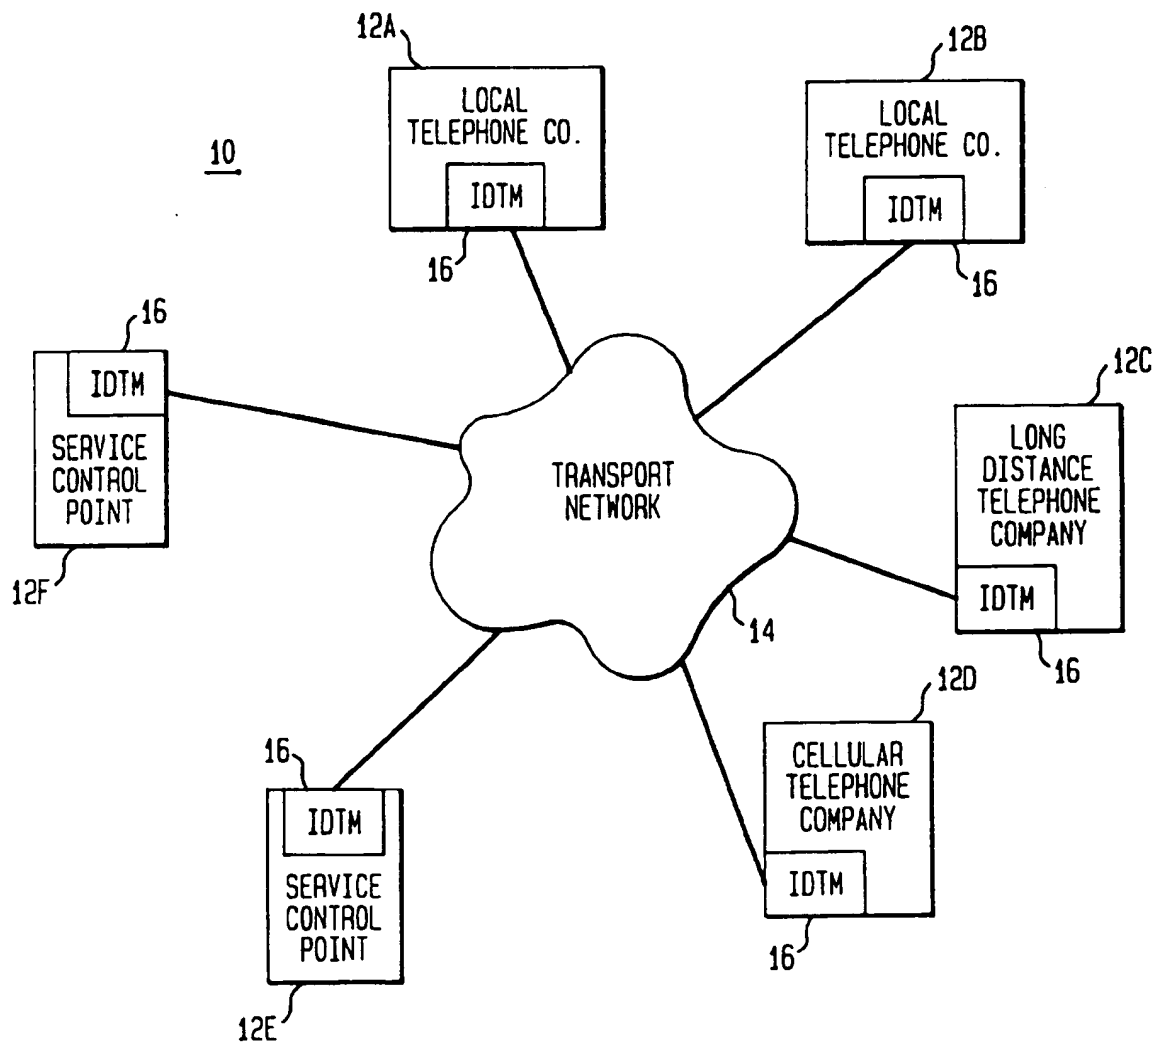 12A
LOCAL
TELEPHONE CO.
IDTM
16
12B
LOCAL
TELEPHONE CO.
IDTM
16
10
16
IDTM
SERVICE
CONTROL
POINT
12F
TRANSPORT
NETWORK
14
12C
LONG
DISTANCE
TELEPHONE
COMPANY
IDTM
16
12D
CELLULAR
TELEPHONE
COMPANY
IDTM
16
16
IDTM
SERVICE
CONTROL
POINT
12E